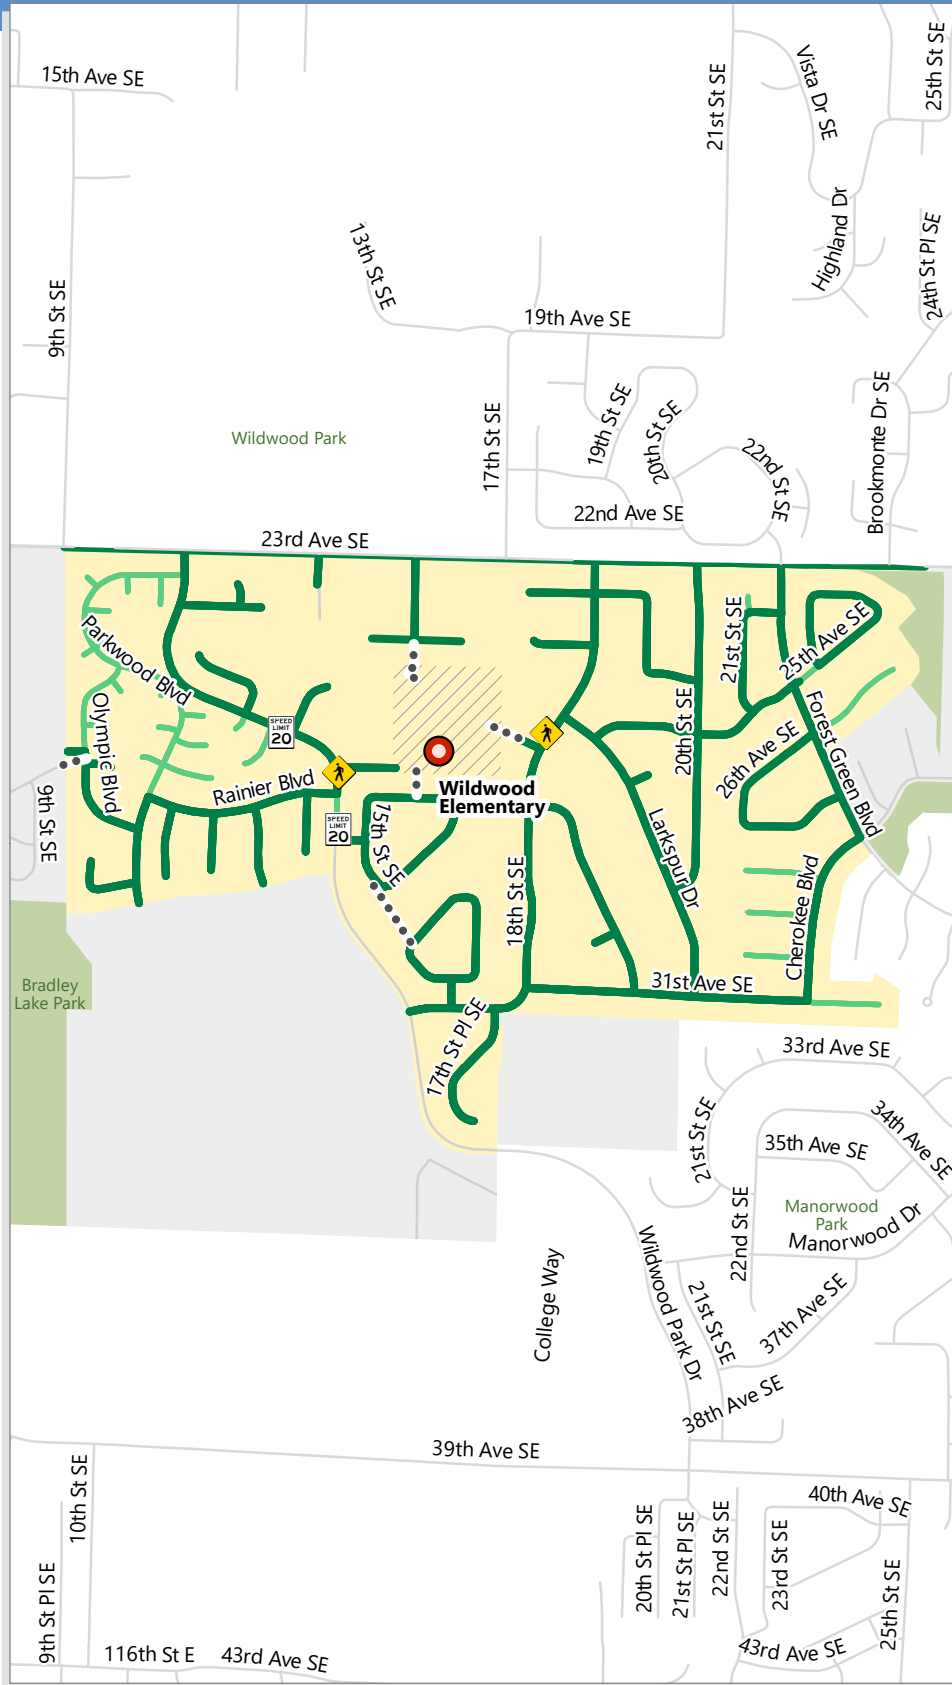 15th Ave SE
21st St SE
Vista Dr SE
25th St SE
13th St SE
Highland Dr
24th St Pl SE
9th St SE
19th Ave SE
Wildwood Park
17th St SE
19th St SE
20th St SE
22nd St SE
Brookmonte Dr SE
22nd Ave SE
23rd Ave SE
Parkwood Blvd
21st St SE
25th Ave SE
Olympic Blvd
SPEED
LIMIT
20
20th St SE
Forest Green Blvd
26th Ave SE
Rainier Blvd
Wildwood
Elementary
9th St SE
SPEED
LIMIT
20
15th St SE
Larkspur Dr
18th St SE
Cherokee Blvd
31st Ave SE
Bradley
Lake Park
17th St Pl SE
33rd Ave SE
21st St SE
34th Ave SE
35th Ave SE
22nd St SE
Manorwood
Park
Manorwood Dr
College Way
Wildwood Park Dr
21st St SE
37th Ave SE
38th Ave SE
39th Ave SE
10th St SE
40th Ave SE
20th St Pl SE
21st St Pl SE
22nd St SE
23rd St SE
25th St SE
9th St Pl SE
116th St E
43rd Ave SE
43rd Ave SE